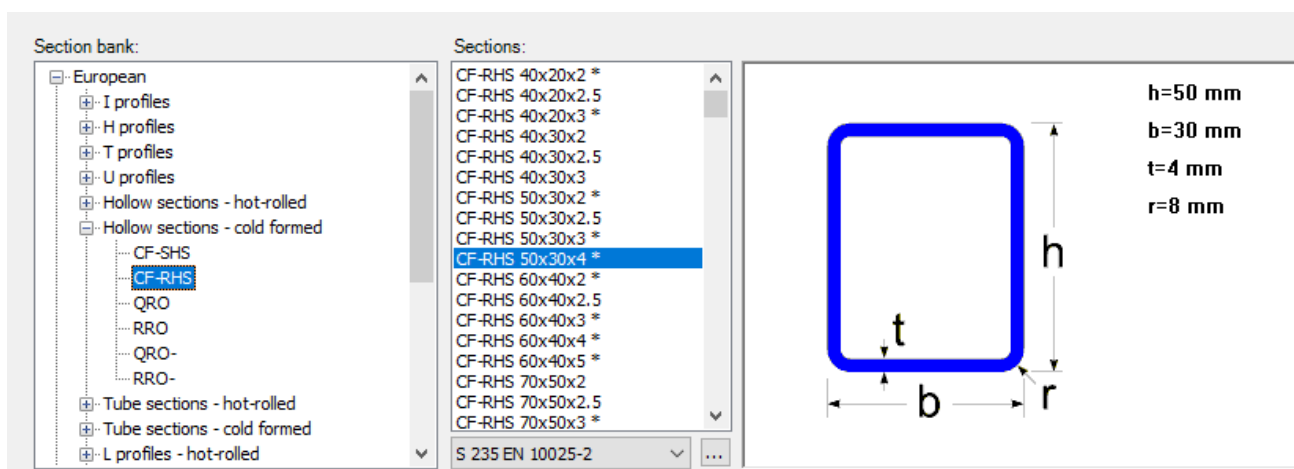 Section bank:
European
I profiles
H profiles
T profiles
U profiles
Hollow sections - hot-rolled
Hollow sections - cold formed
CF-SHS
CF-RHS
QRO
RRO
QRO-
RRO-
Tube sections - hot-rolled
Tube sections - cold formed
L profiles - hot-rolled
Sections:
CF-RHS 40x20x2 *
CF-RHS 40x20x2.5
CF-RHS 40x20x3 *
CF-RHS 40x30x2
CF-RHS 40x30x2.5
CF-RHS 40x30x3
CF-RHS 50x30x2 *
CF-RHS 50x30x2.5
CF-RHS 50x30x3 *
CF-RHS 50x30x4 *
CF-RHS 60x40x2 *
CF-RHS 60x40x2.5
CF-RHS 60x40x3 *
CF-RHS 60x40x4 *
CF-RHS 60x40x5 *
CF-RHS 70x50x2
CF-RHS 70x50x2.5
CF-RHS 70x50x3 *
S 235 EN 10025-2
...
h=50 mm
b=30 mm
t=4 mm
r=8 mm
h
t
b
r